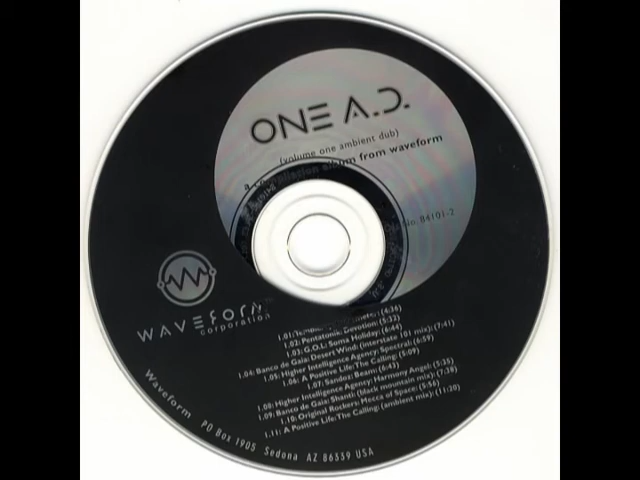 ONE A.D.
(volume one ambient dub)
a compilation album from waveform
No. 84101-2
WAVEFORM
corporation
1.01: (6:36)
1.02: Pentatonik: Devotion: (5:22)
1.03: G.O.L: Soma Holiday: (6:44)
1.04: Banco de Gaia: Desert Wind: (interstate 101 mix): (7:41)
1.05: Higher Intelligence Agency: Spectral: (6:59)
1.06: A Positive Life: The Calling: (5:09)
1.07: Sandoz: Beam: (6:43)
1.08: Higher Intelligence Agency: Harmony Angel: (5:35)
1.09: Banco de Gaia: Shanti: (black mountain mix): (7:38)
1.10: Original Rockers: Mecca of Space: (5:56)
1.11: A Positive Life: The Calling: (ambient mix): (11:20)
Waveform PO Box 1905 Sedona AZ 86339 USA